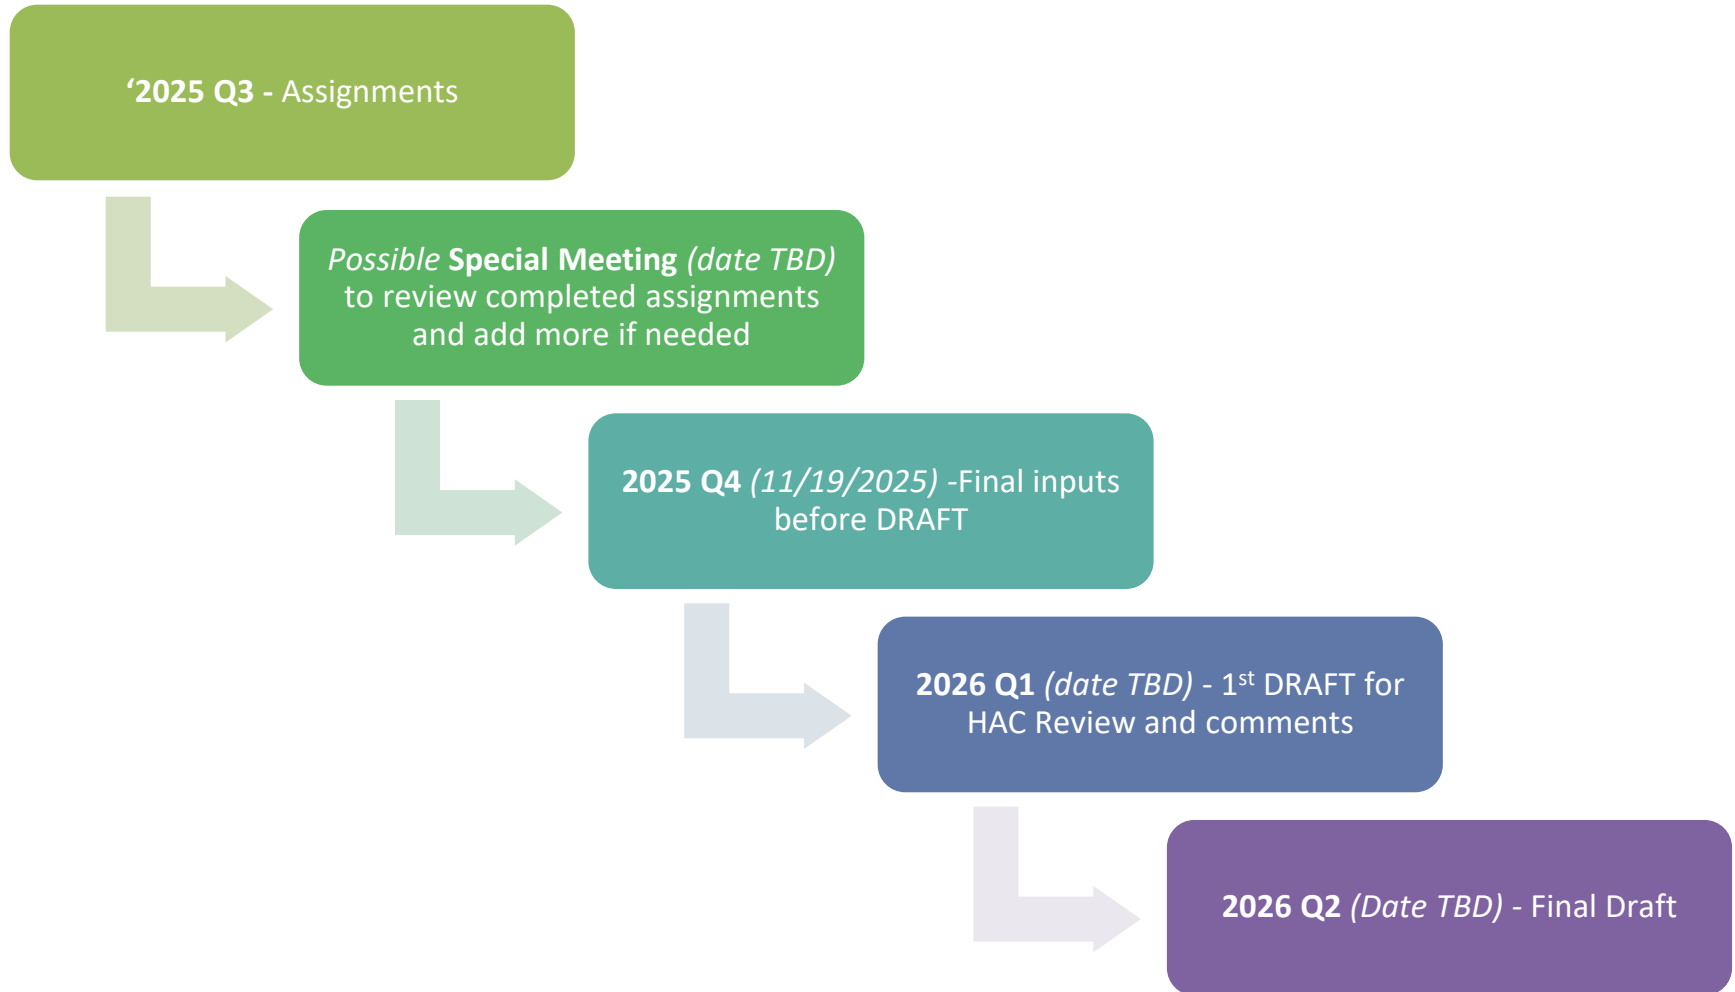 ‘2025 Q3 - Assignments
Possible Special Meeting (date TBD)
to review completed assignments
and add more if needed
2025 Q4 (11/19/2025) -Final inputs
before DRAFT
2026 Q1 (date TBD) - 1st DRAFT for
HAC Review and comments
2026 Q2 (Date TBD) - Final Draft